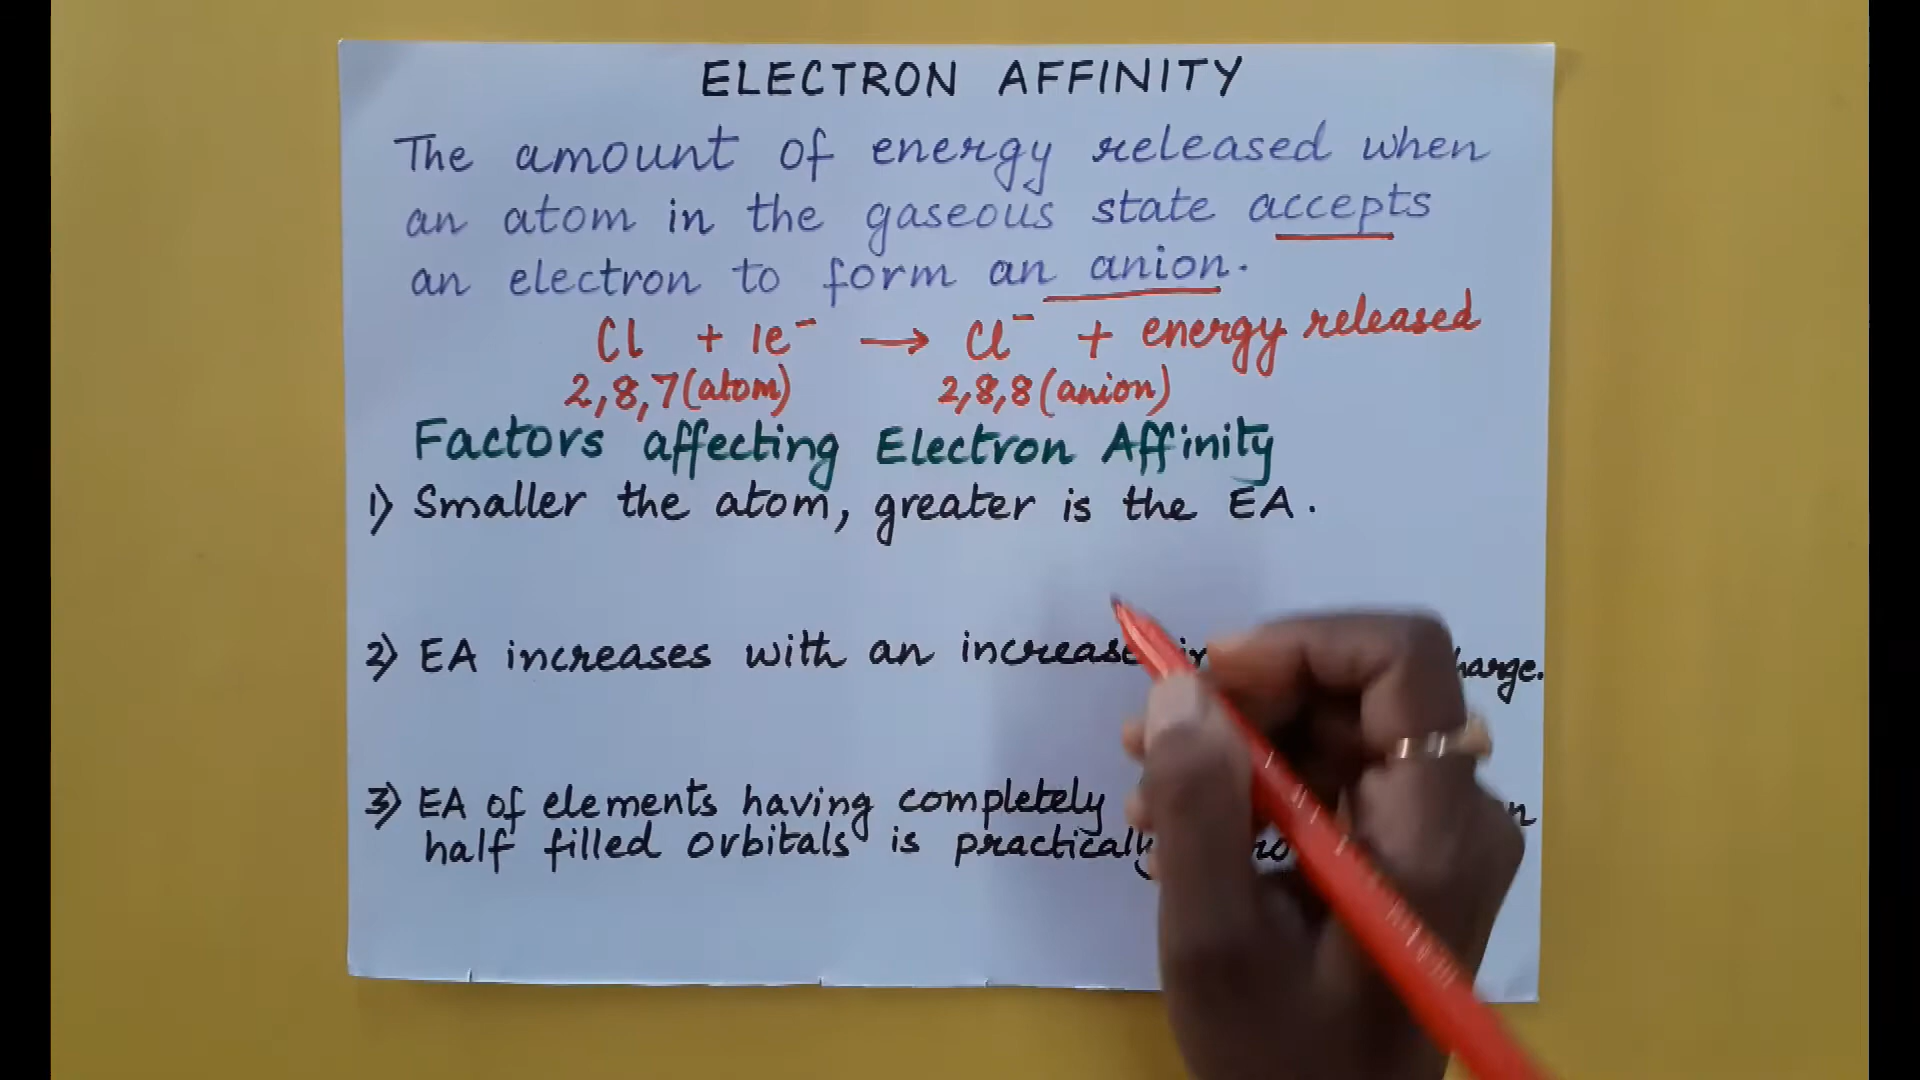 ELECTRON AFFINITY
The amount of energy released when
an atom in the gaseous state accepts
an electron to form an anion.
Cl + 1e⁻ → Cl⁻ + energy released
2,8,7 (atom) 2,8,8 (anion)
Factors affecting Electron Affinity
1) Smaller the atom, greater is the EA.
2) EA increases with an increase
3) EA of elements having completely
half filled orbitals is practically